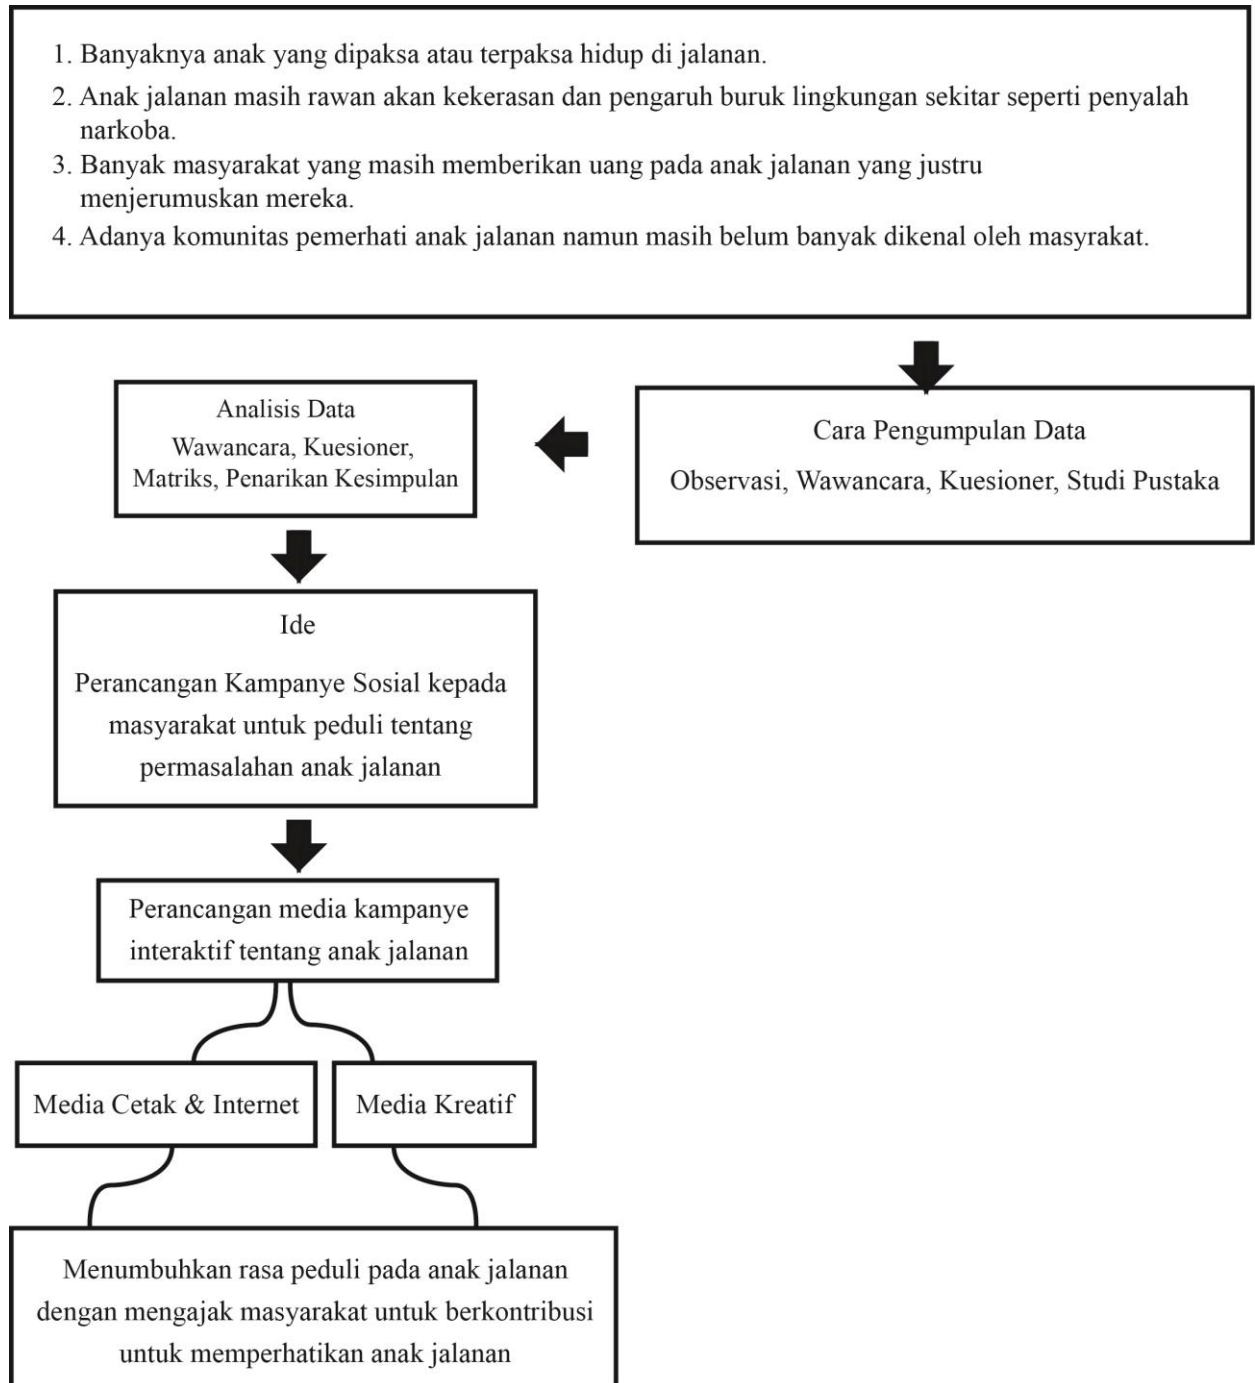 1. Banyaknya anak yang dipaksa atau terpaksa hidup di jalanan.
2. Anak jalanan masih rawan akan kekerasan dan pengaruh buruk lingkungan sekitar seperti penyalah
narkoba.
3. Banyak masyarakat yang masih memberikan uang pada anak jalanan yang justru
menjerumuskan mereka.
4. Adanya komunitas pemerhati anak jalanan namun masih belum banyak dikenal oleh masyrakat.
Cara Pengumpulan Data
Observasi, Wawancara, Kuesioner, Studi Pustaka
Analisis Data
Wawancara, Kuesioner,
Matriks, Penarikan Kesimpulan
Ide
Perancangan Kampanye Sosial kepada
masyarakat untuk peduli tentang
permasalahan anak jalanan
Perancangan media kampanye
interaktif tentang anak jalanan
Media Cetak & Internet
Media Kreatif
Menumbuhkan rasa peduli pada anak jalanan
dengan mengajak masyarakat untuk berkontribusi
untuk memperhatikan anak jalanan